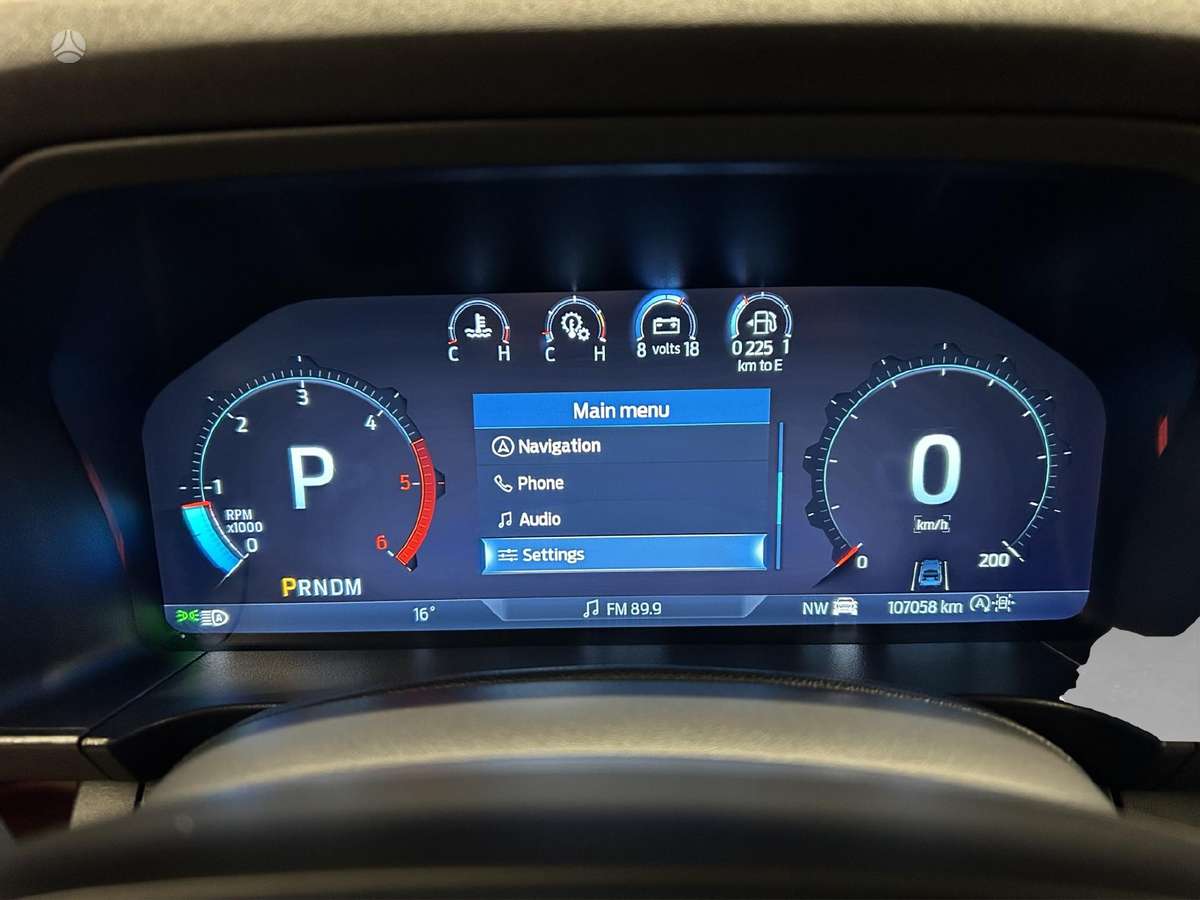 C H
C H
8 volts 18
0 225 1
km to E
Main menu
Navigation
Phone
Audio
Settings
0 1 2 3 4 5 6
RPM
x1000
P
PRNDM
0
km/h
0 200
16°
FM 89.9
NW
107058 km
A
A